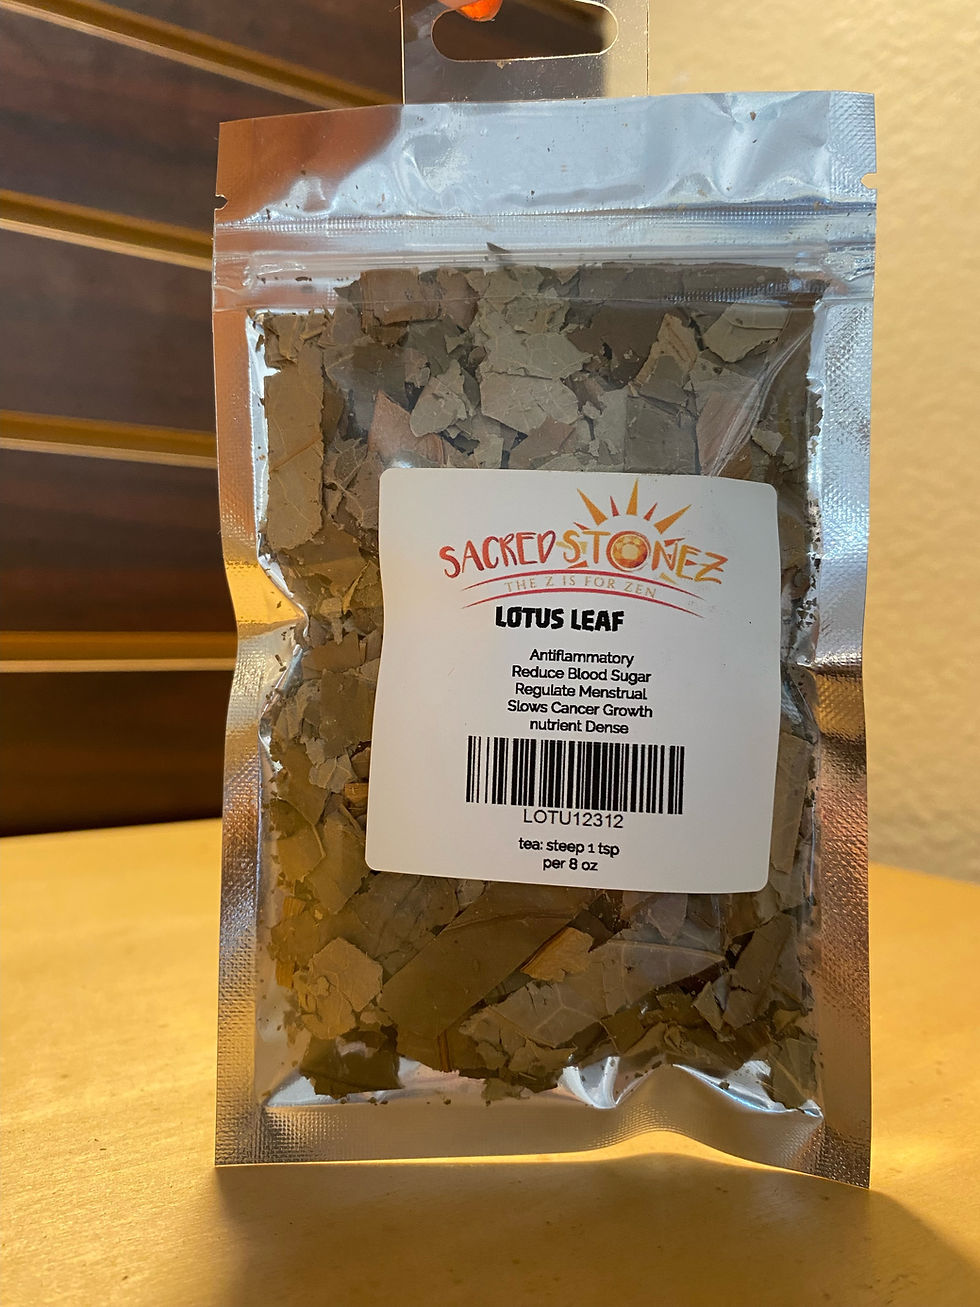 SACRED STONEZ
THE Z IS FOR ZEN
LOTUS LEAF
Antiflammatory
Reduce Blood Sugar
Regulate Menstrual
Slows Cancer Growth
nutrient Dense
LOTU12312
tea: steep 1 tsp
per 8 oz